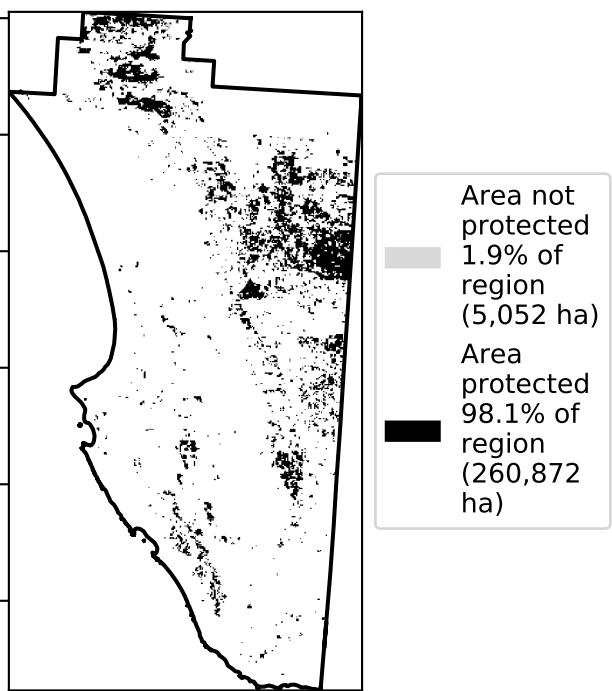 Area not
protected
1.9% of
region
(5,052 ha)
Area
protected
98.1% of
region
(260,872
ha)